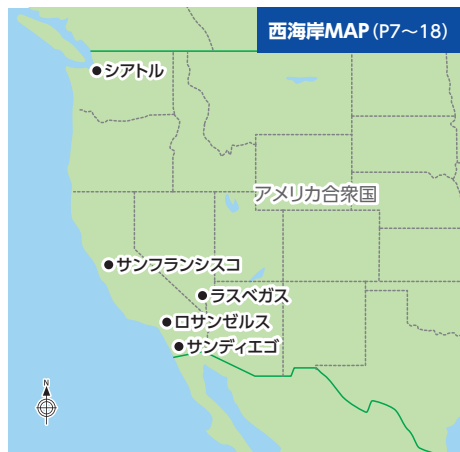 西海岸MAP(P7〜18)
シアトル
アメリカ合衆国
サンフランシスコ
ラスベガス
ロサンゼルス
サンディエゴ
N